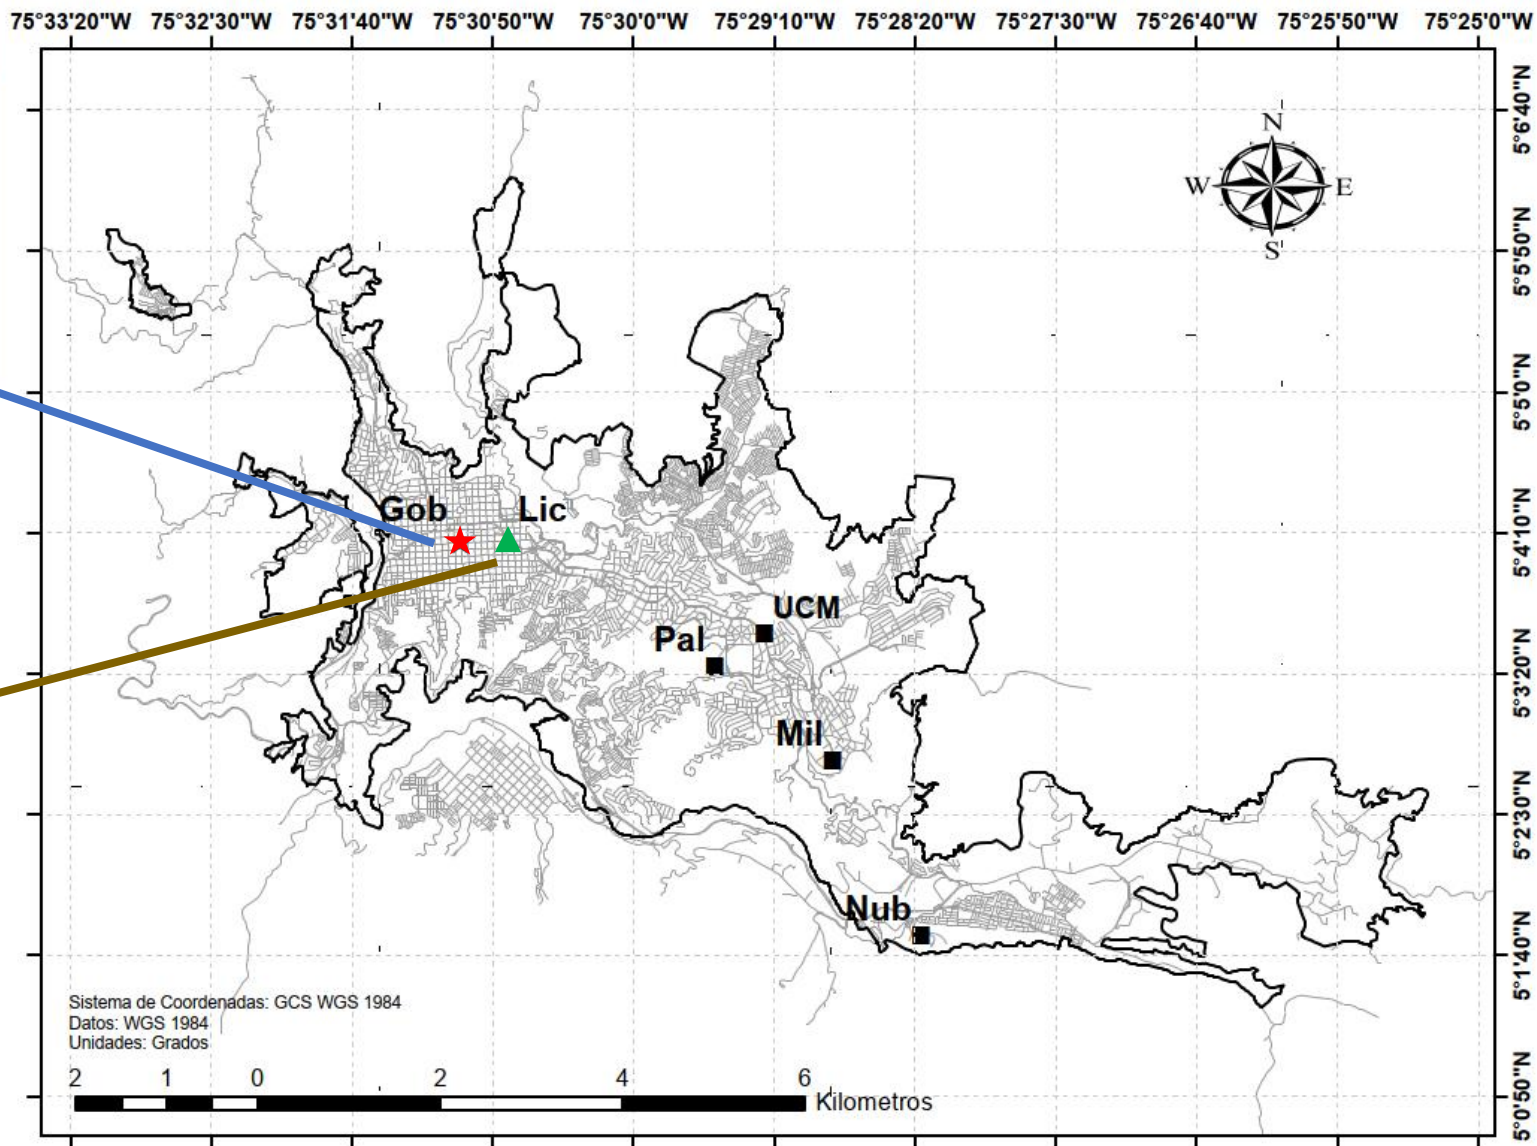 75°33'20"W 75°32'30"W 75°31'40"W 75°30'50"W 75°30'0"W 75°29'10"W 75°28'20"W 75°27'30"W 75°26'40"W 75°25'50"W 75°25'0"W
5°6'40"N
N
W E
S
5°5'50"N
5°5'0"N
Gob Lic
5°4'10"N
UCM
Pal
5°3'20"N
Mil
5°2'30"N
Nub
5°1'40"N
Sistema de Coordenadas: GCS WGS 1984
Datos: WGS 1984
Unidades: Grados
2 1 0 2 4 6
Kilometros
5°0'50"N